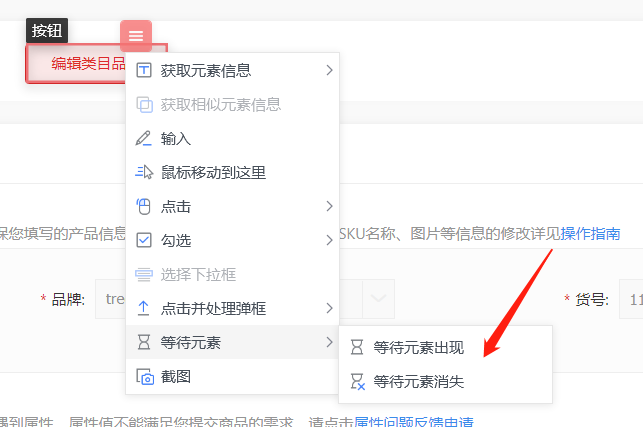 按钮
编辑类目品
获取元素信息
获取相似元素信息
输入
鼠标移动到这里
点击
保您填写的产品信息
SKU名称、图片等信息的修改详见操作指南
勾选
选择下拉框
* 品牌: tre
* 货号: 11
点击并处理弹框
等待元素
等待元素出现
截图
等待元素消失
遇到属性、属性值不能满足您提交商品的需求，请点击属性问题反馈申请